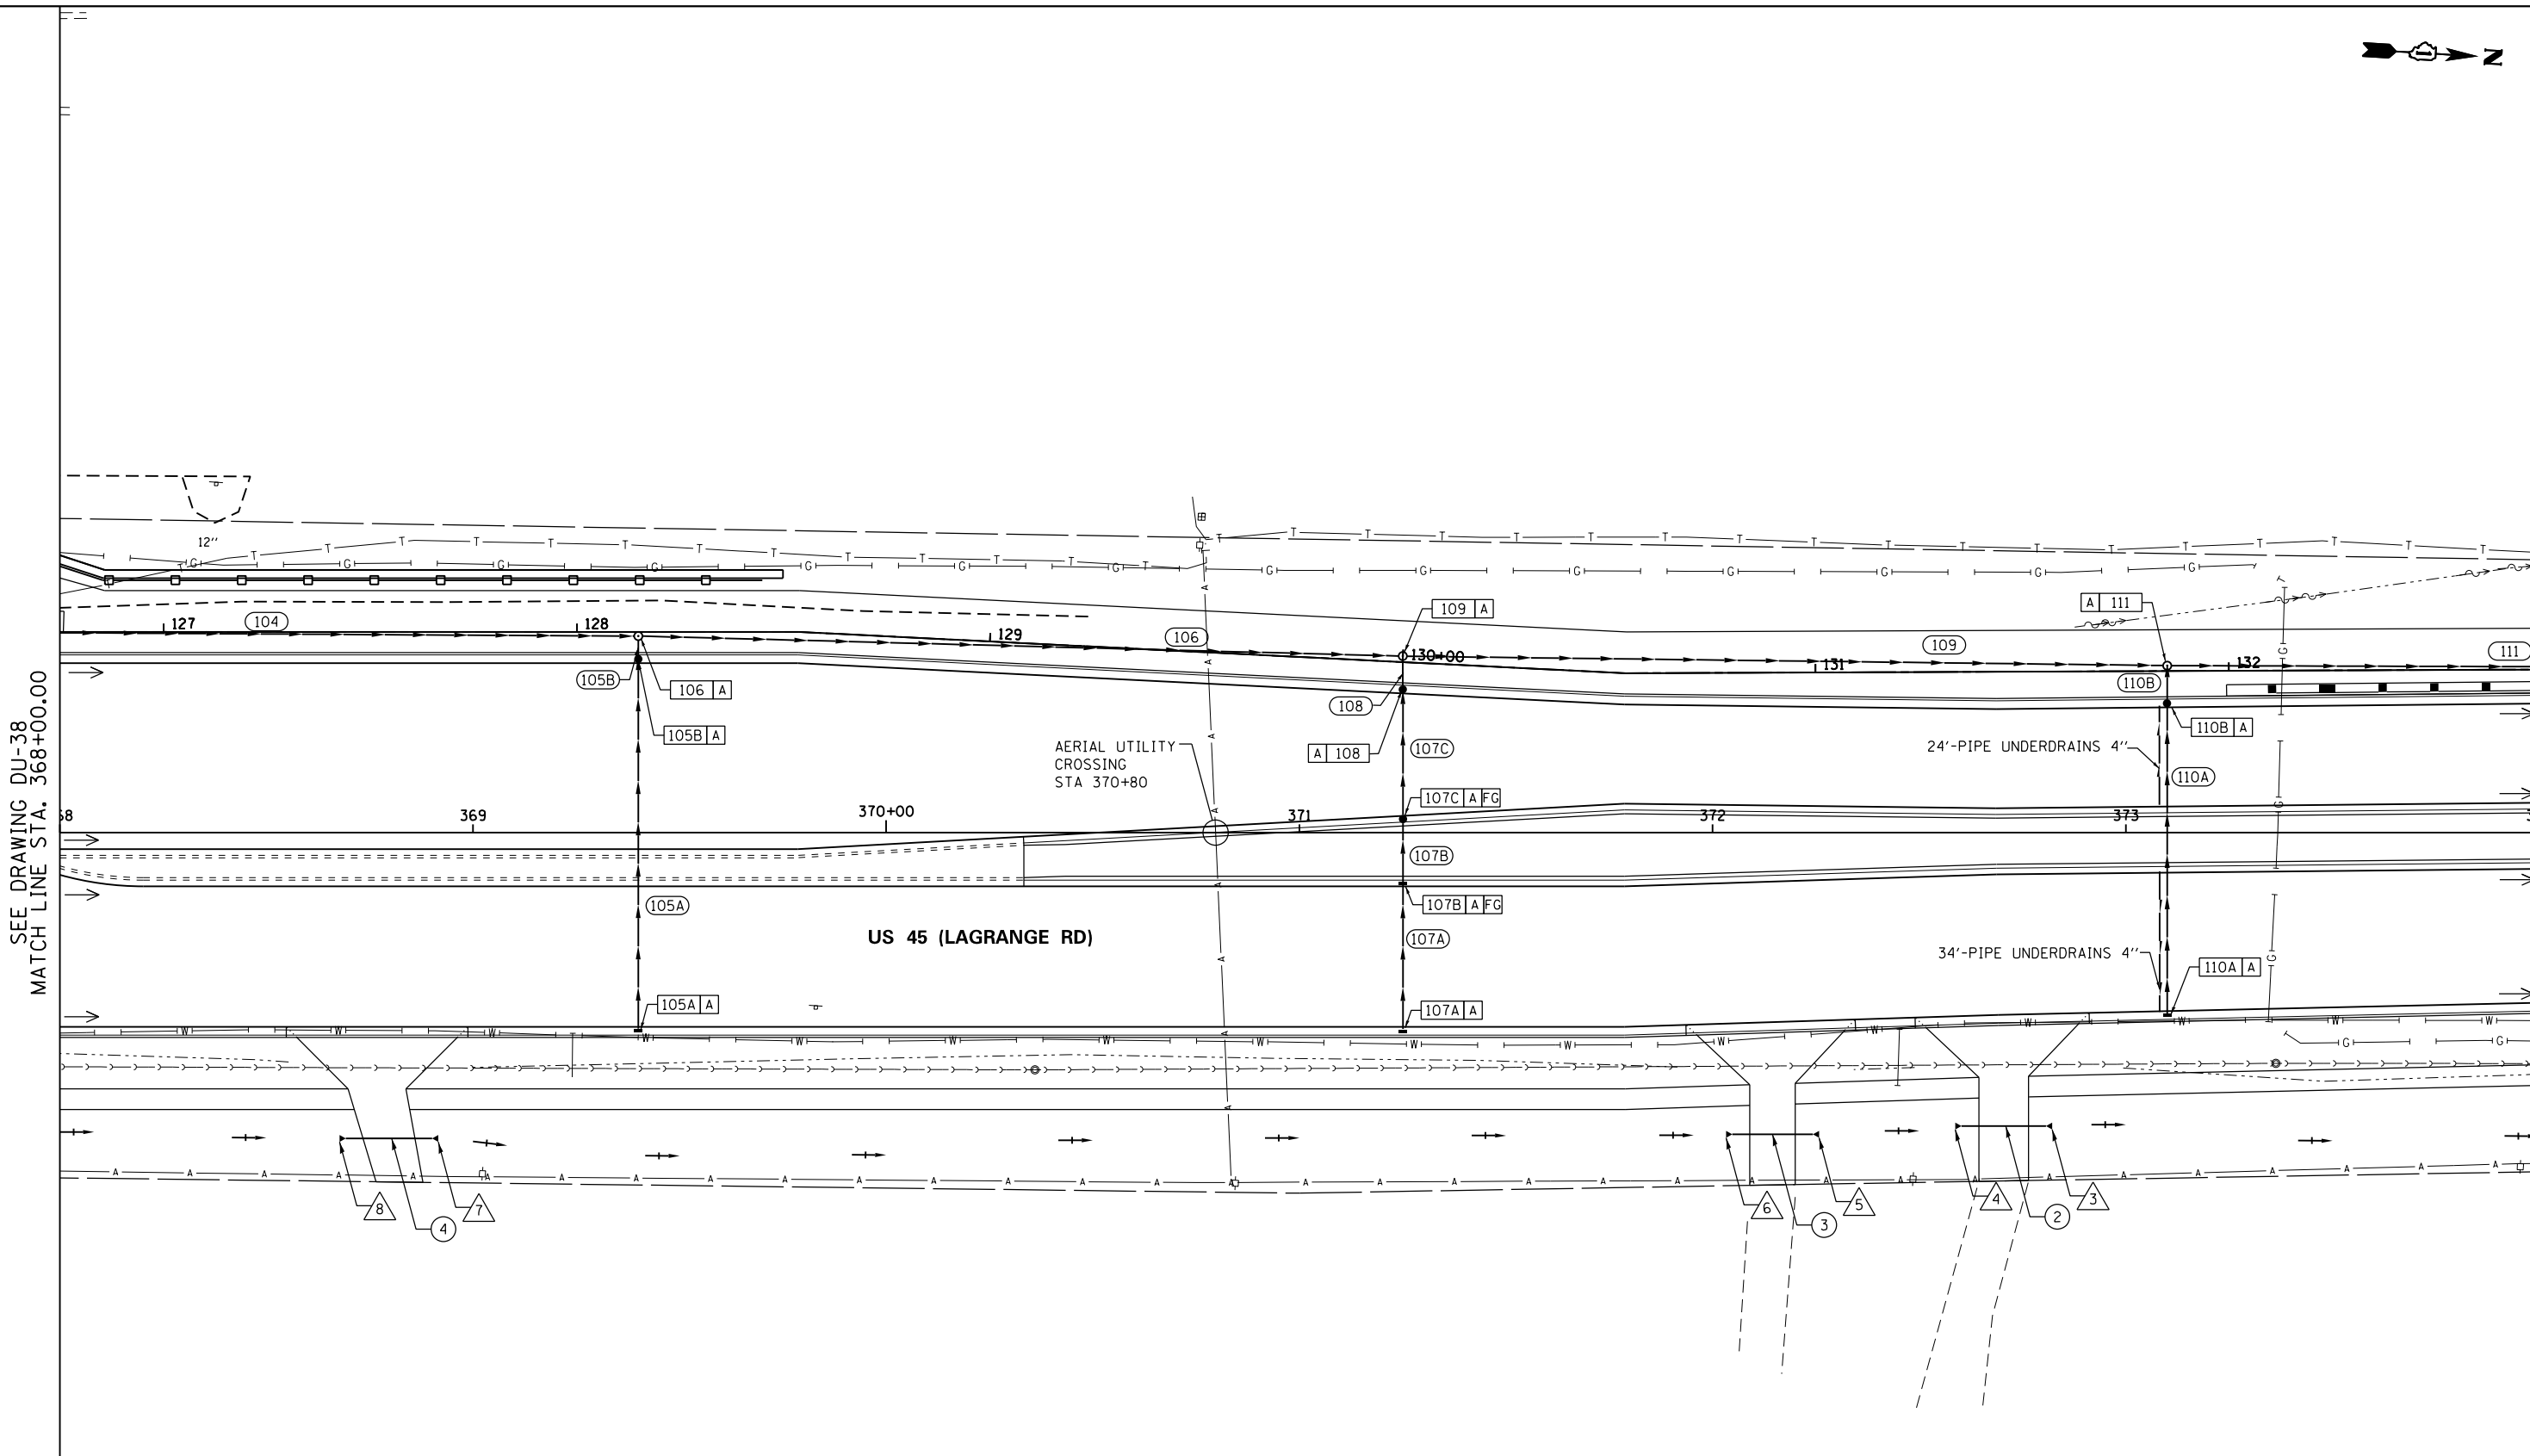 N
SEE DRAWING DU-38
MATCH LINE STA. 368+00.00
12''
127
104
128
129
106
109 A
130+00
131
109
A 111
132
111
105B
106 A
105B A
108
A 108
107C
110B
110B A
AERIAL UTILITY
CROSSING
STA 370+80
24'-PIPE UNDERDRAINS 4''
110A
107C A FG
68
369
370+00
371
372
373
107B
105A
107B A FG
US 45 (LAGRANGE RD)
107A
34'-PIPE UNDERDRAINS 4''
110A A
105A A
107A A
8
4
7
6
3
5
4
2
3